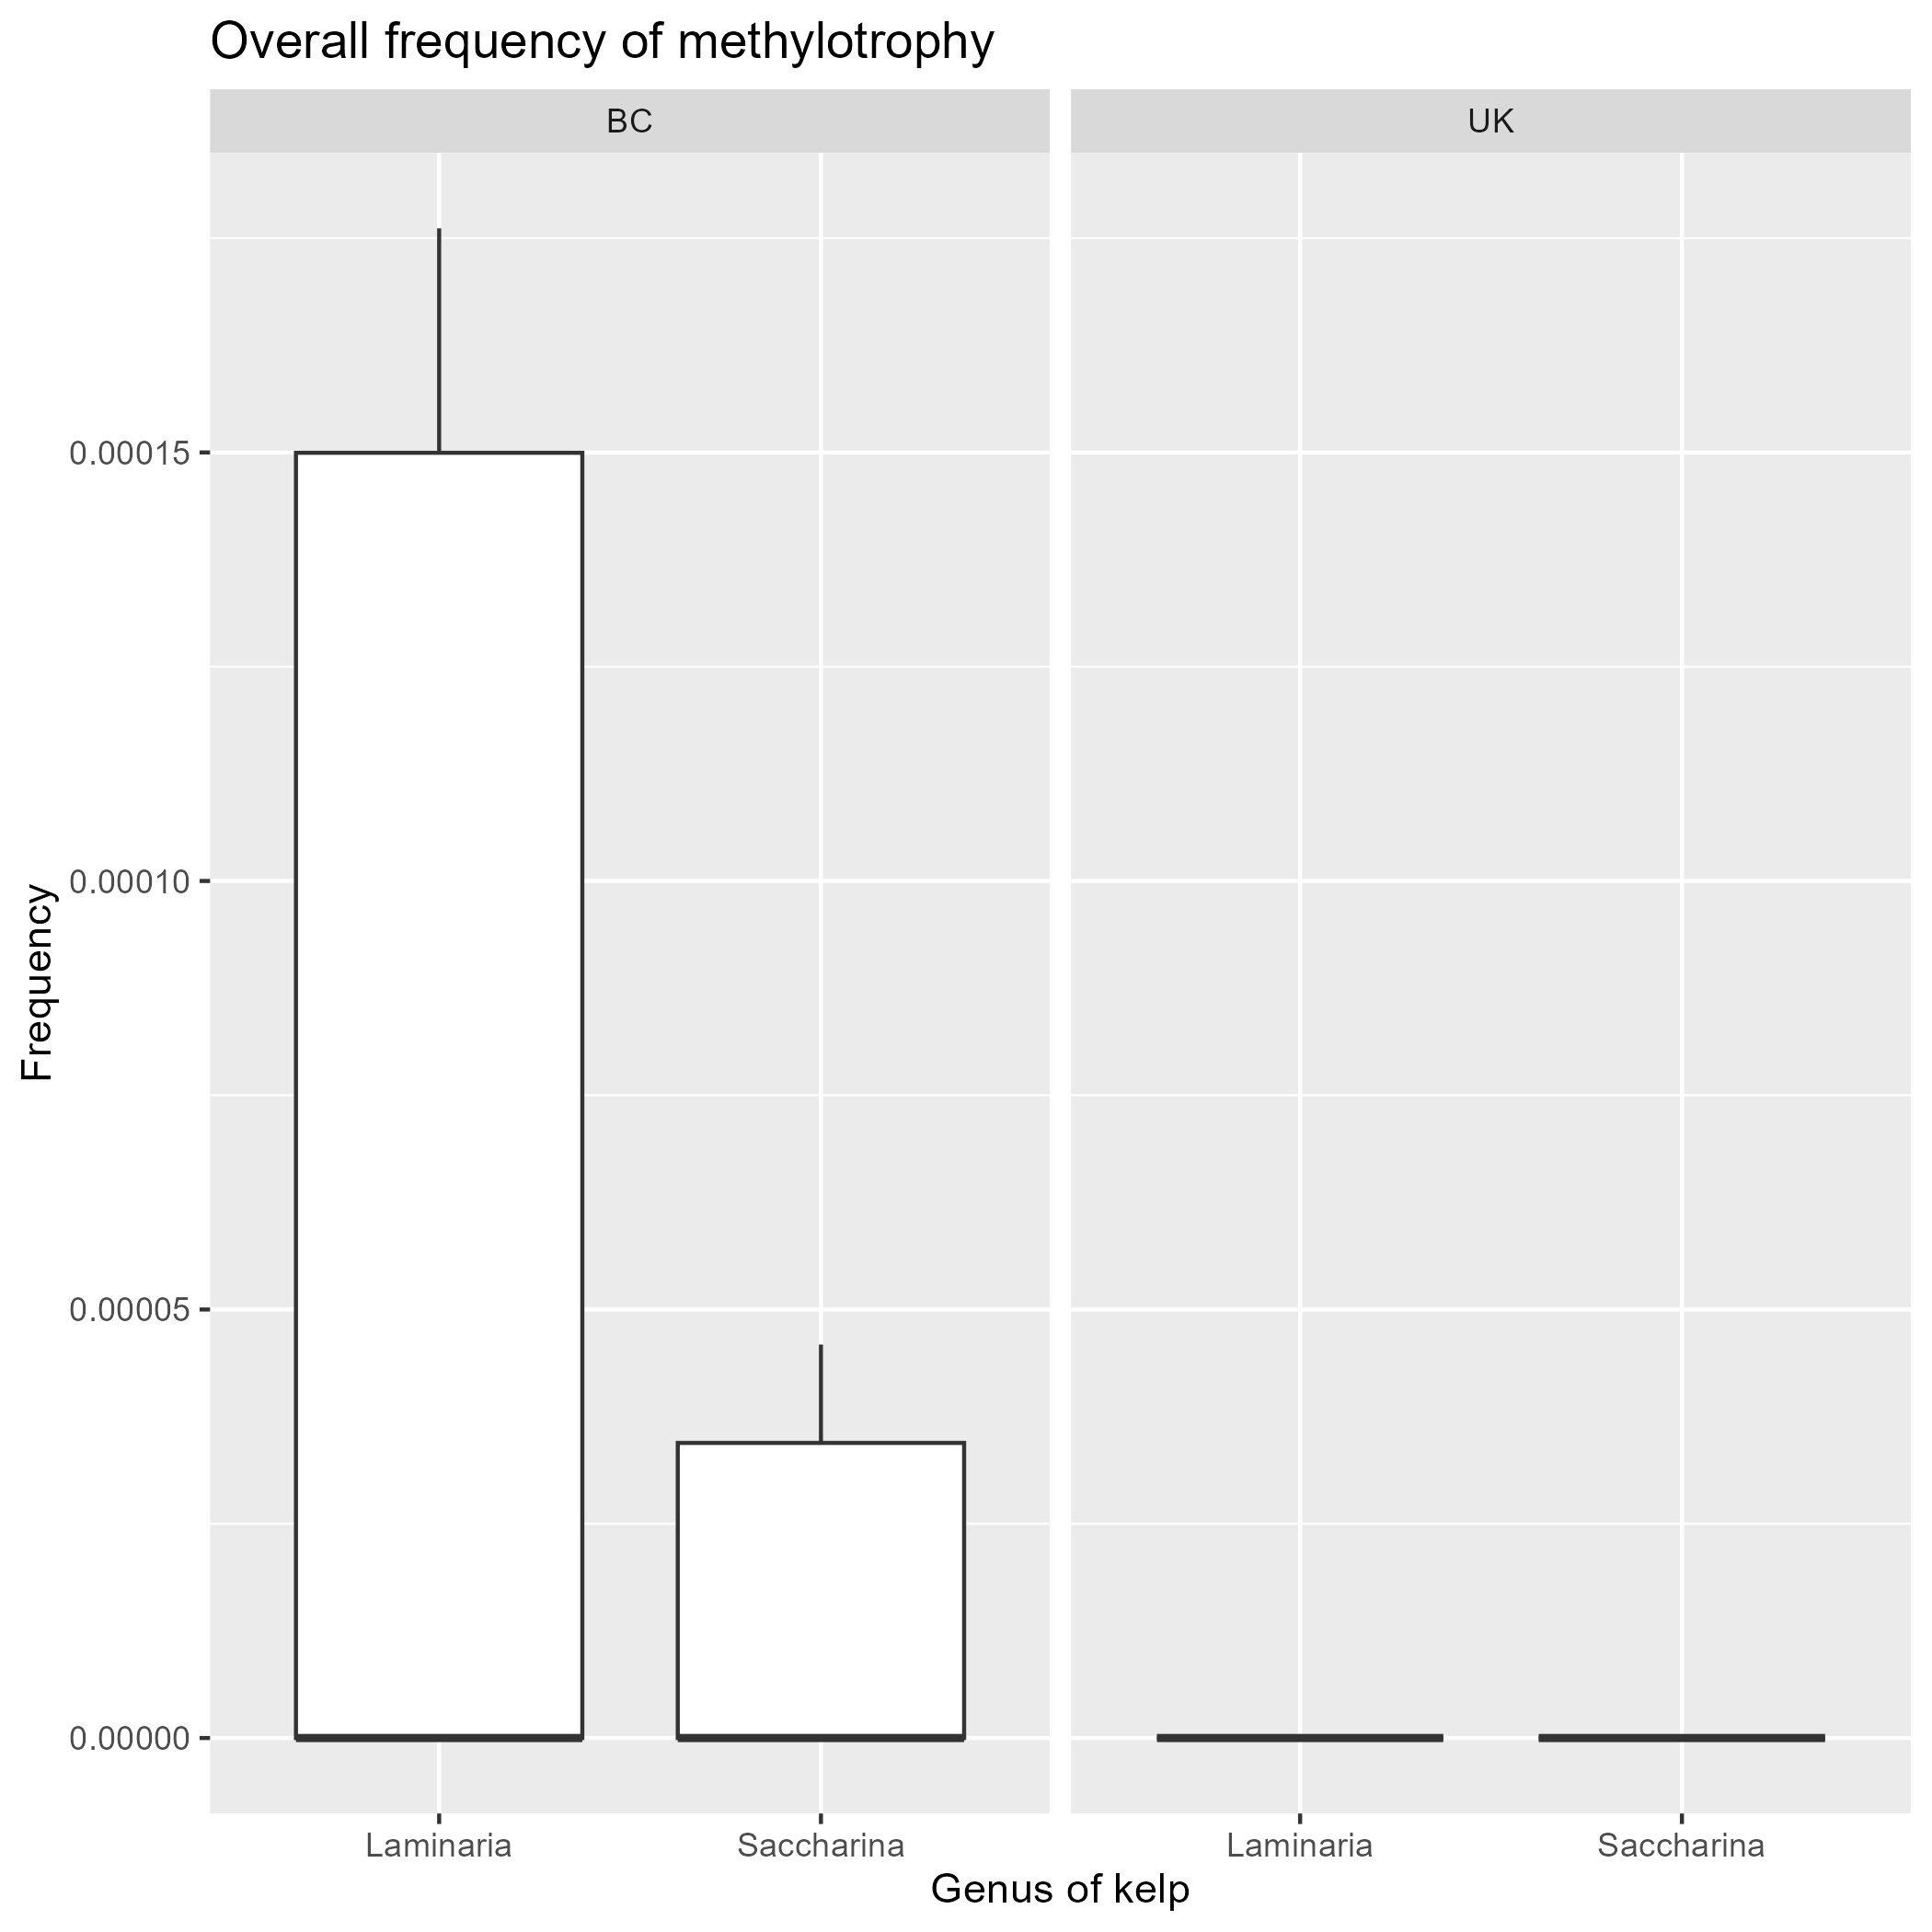 Overall frequency of methylotrophy
BC
UK
Frequency
0.00015
0.00010
0.00005
0.00000
Laminaria
Saccharina
Laminaria
Saccharina
Genus of kelp